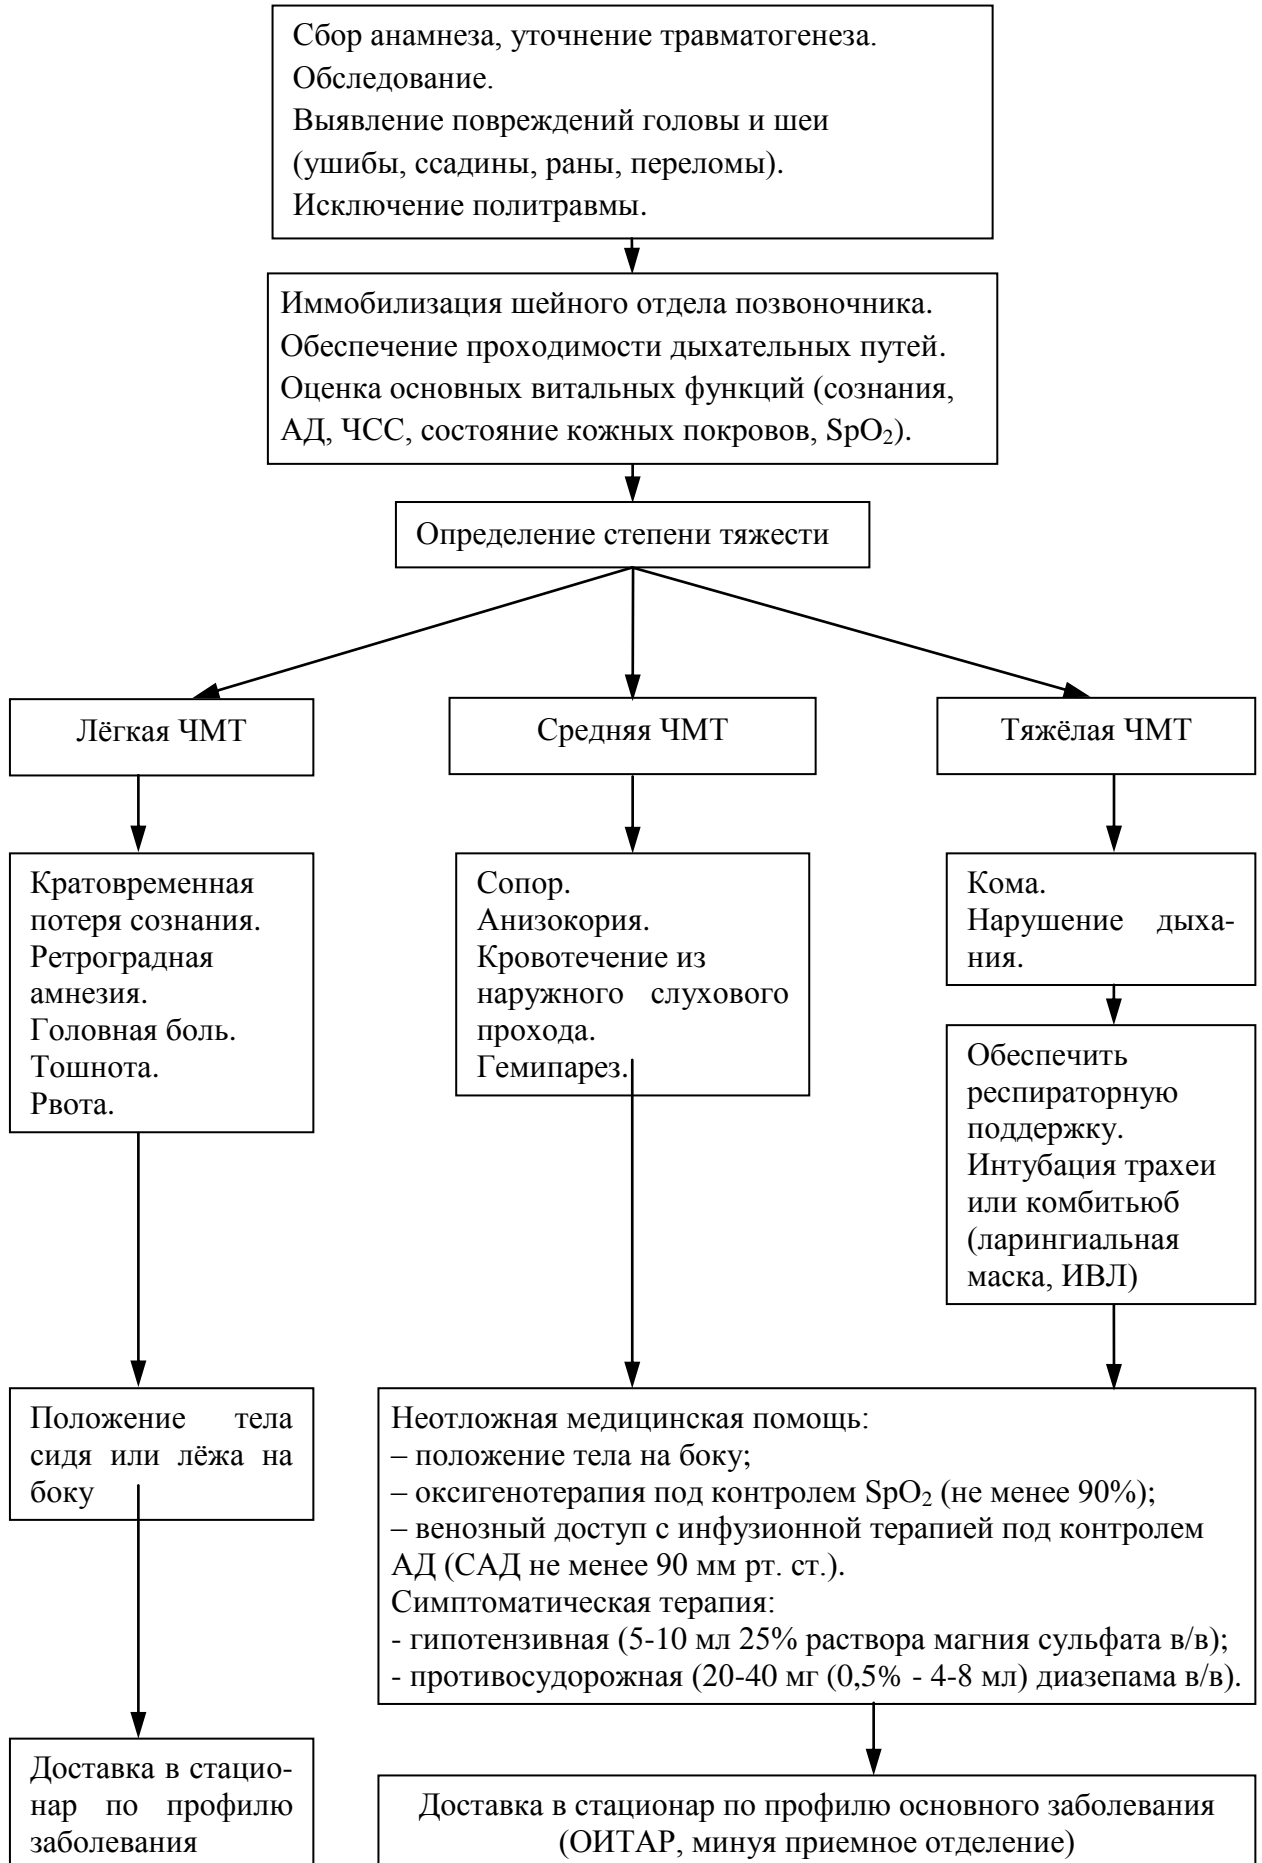 Сбор анамнеза, уточнение травматогенеза.
Обследование.
Выявление повреждений головы и шеи
(ушибы, ссадины, раны, переломы).
Исключение политравмы.
Иммобилизация шейного отдела позвоночника.
Обеспечение проходимости дыхательных путей.
Оценка основных витальных функций (сознания,
АД, ЧСС, состояние кожных покровов, SpO₂).
Определение степени тяжести
Лёгкая ЧМТ
Средняя ЧМТ
Тяжёлая ЧМТ
Кратовременная
потеря сознания.
Ретроградная
амнезия.
Головная боль.
Тошнота.
Рвота.
Сопор.
Анизокория.
Кровотечение из
наружного слухового
прохода.
Гемипарез.
Кома.
Нарушение дыха-
ния.
Обеспечить
респираторную
поддержку.
Интубация трахеи
или комбитьюб
(ларингиальная
маска, ИВЛ)
Положение тела
сидя или лёжа на
боку
Неотложная медицинская помощь:
– положение тела на боку;
– оксигенотерапия под контролем SpO₂ (не менее 90%);
– венозный доступ с инфузионной терапией под контролем
АД (САД не менее 90 мм рт. ст.).
Симптоматическая терапия:
- гипотензивная (5-10 мл 25% раствора магния сульфата в/в);
- противосудорожная (20-40 мг (0,5% - 4-8 мл) диазепама в/в).
Доставка в стацио-
нар по профилю
заболевания
Доставка в стационар по профилю основного заболевания
(ОИТАР, минуя приемное отделение)